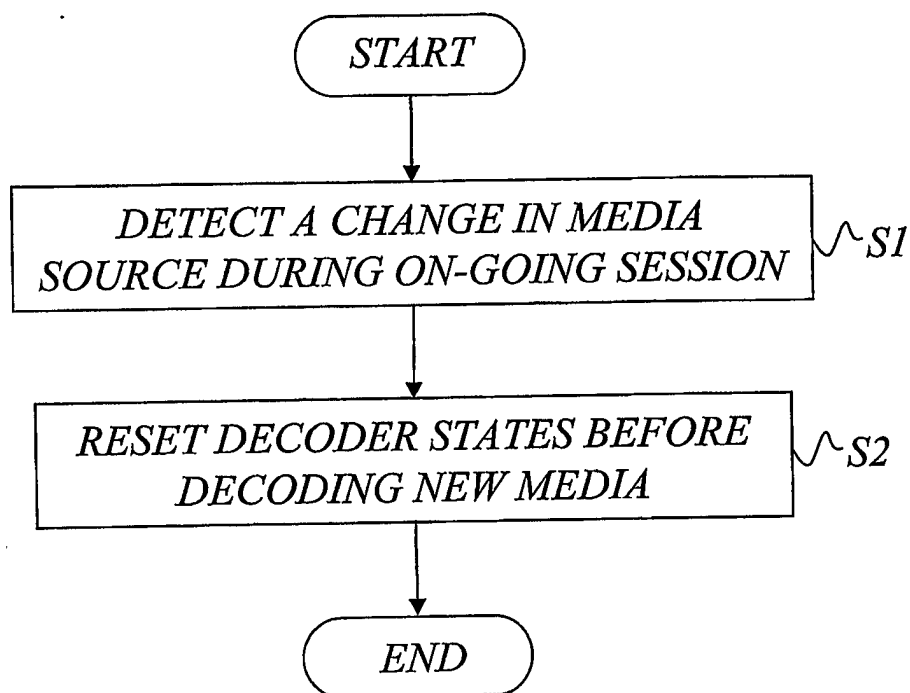 START
DETECT A CHANGE IN MEDIA
SOURCE DURING ON-GOING SESSION
S1
RESET DECODER STATES BEFORE
DECODING NEW MEDIA
S2
END